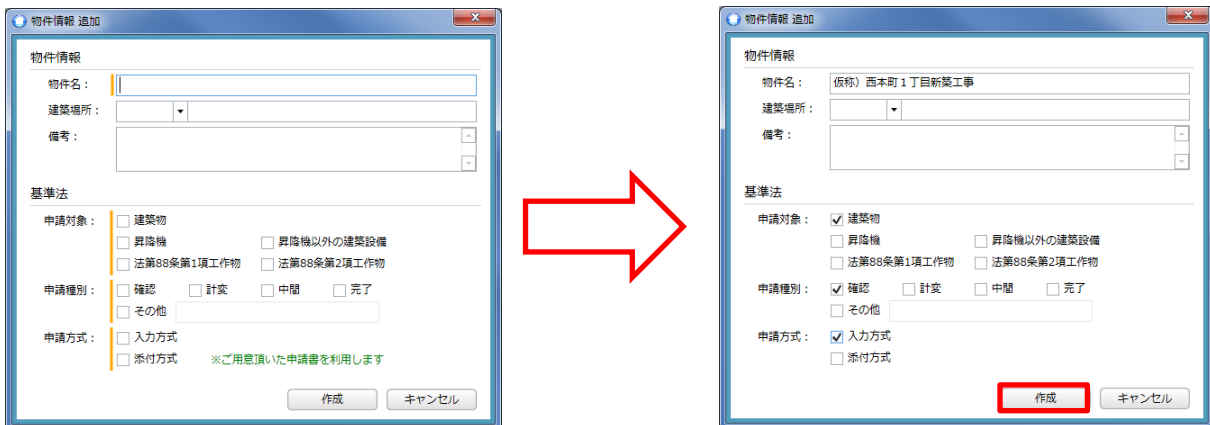 物件情報 追加
物件情報
物件名：
建築場所：
備考：
基準法
申請対象： 建築物
昇降機 昇降機以外の建築設備
法第88条第1項工作物 法第88条第2項工作物
申請種別： 確認 計変 中間 完了
その他
申請方式： 入力方式
添付方式 ※ご用意頂いた申請書を利用します
作成 キャンセル
物件情報 追加
物件情報
物件名： 仮称）西本町１丁目新築工事
建築場所：
備考：
基準法
申請対象： 建築物
昇降機 昇降機以外の建築設備
法第88条第1項工作物 法第88条第2項工作物
申請種別： 確認 計変 中間 完了
その他
申請方式： 入力方式
添付方式
作成 キャンセル